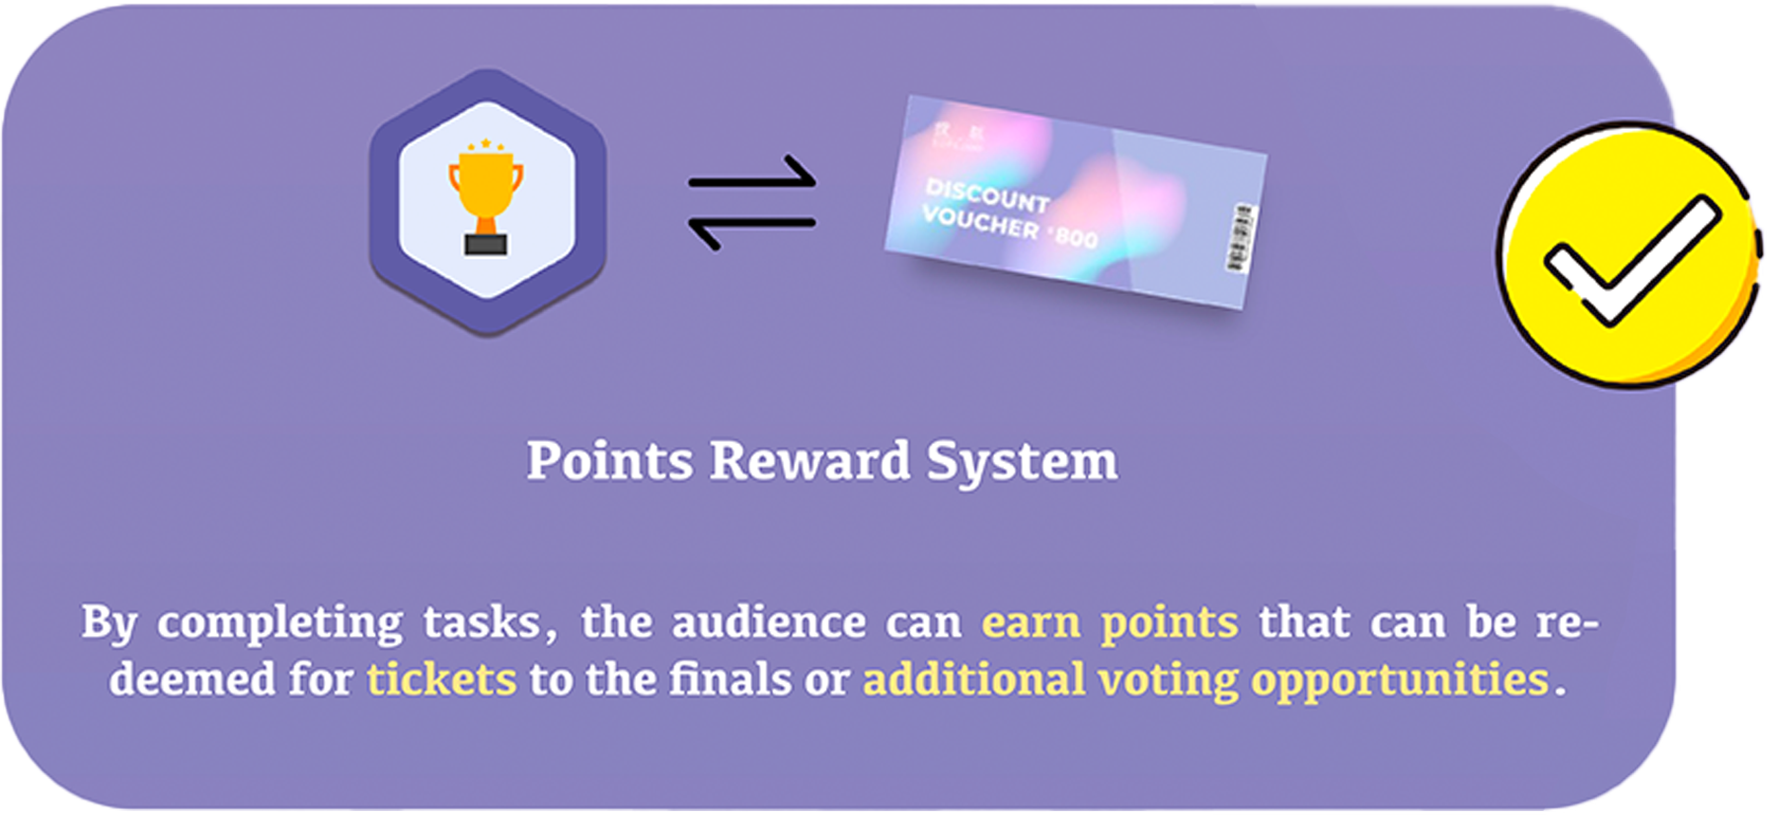 DISCOUNT
VOUCHER $800
Points Reward System
By completing tasks, the audience can earn points that can be re-
deemed for tickets to the finals or additional voting opportunities.